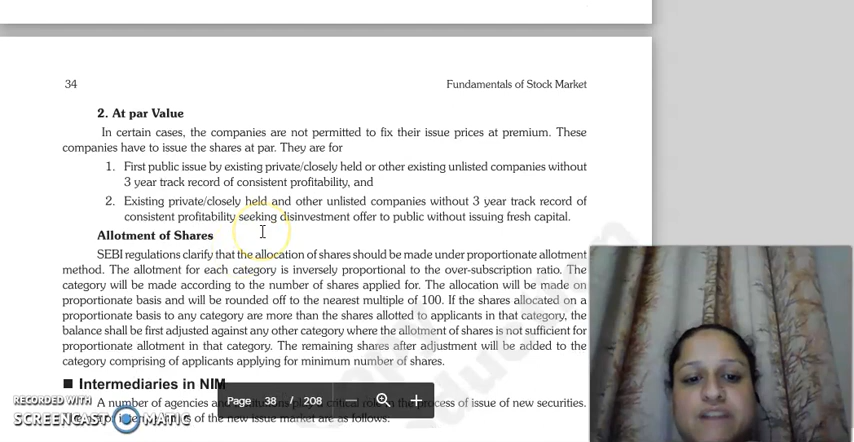 34
Fundamentals of Stock Market
2. At par Value
In certain cases, the companies are not permitted to fix their issue prices at premium. These
companies have to issue the shares at par. They are for
1. First public issue by existing private/closely held or other existing unlisted companies without
3 year track record of consistent profitability, and
2. Existing private/closely held and other unlisted companies without 3 year track record of
consistent profitability seeking disinvestment offer to public without issuing fresh capital.
Allotment of Shares
SEBI regulations clarify that the allocation of shares should be made under proportionate allotment
method. The allotment for each category is inversely proportional to the over-subscription ratio. The
category will be made according to the number of shares applied for. The allocation will be made on
proportionate basis and will be rounded off to the nearest multiple of 100. If the shares allocated on a
proportionate basis to any category are more than the shares allotted to applicants in that category, the
balance shall be first adjusted against any other category where the allotment of shares is not sufficient for
proportionate allotment in that category. The remaining shares after adjustment will be added to the
category comprising of applicants applying for minimum number of shares.
■ Intermediaries in NIM
A number of agencies process of issue of new securities.
of the new issue market are as follows.
Page 38 / 208
RECORDED WITH
SCREENCAST MATIC